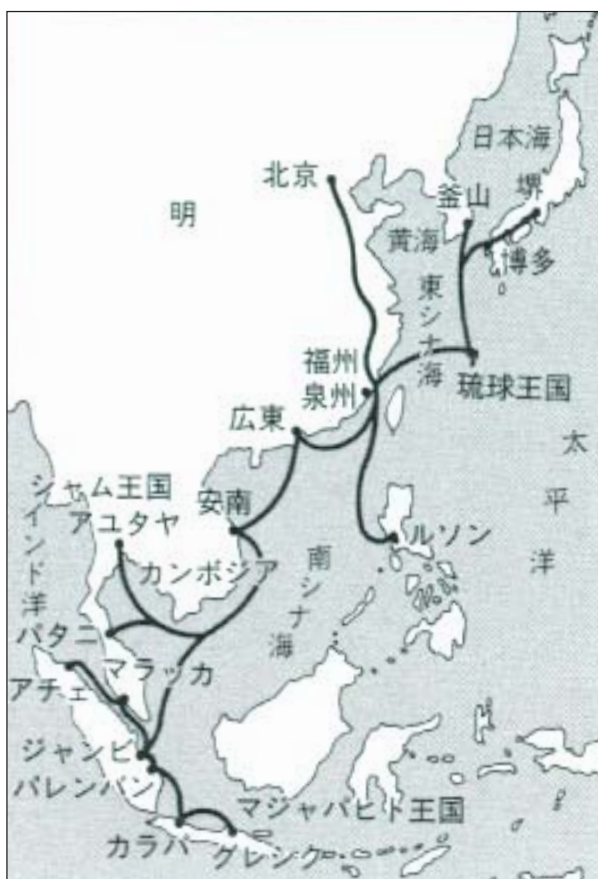 日本海
北京
釜山
堺
明
黄海
博多
東シナ海
福州
泉州
琉球王国
広東
太平洋
シャム王国
アユタヤ
安南
ルソン
インド洋
カンボジア
南シナ海
パタニ
マラッカ
アチェ
ジャンビ
パレンバン
マジャパヒト王国
カラパ
グレシク